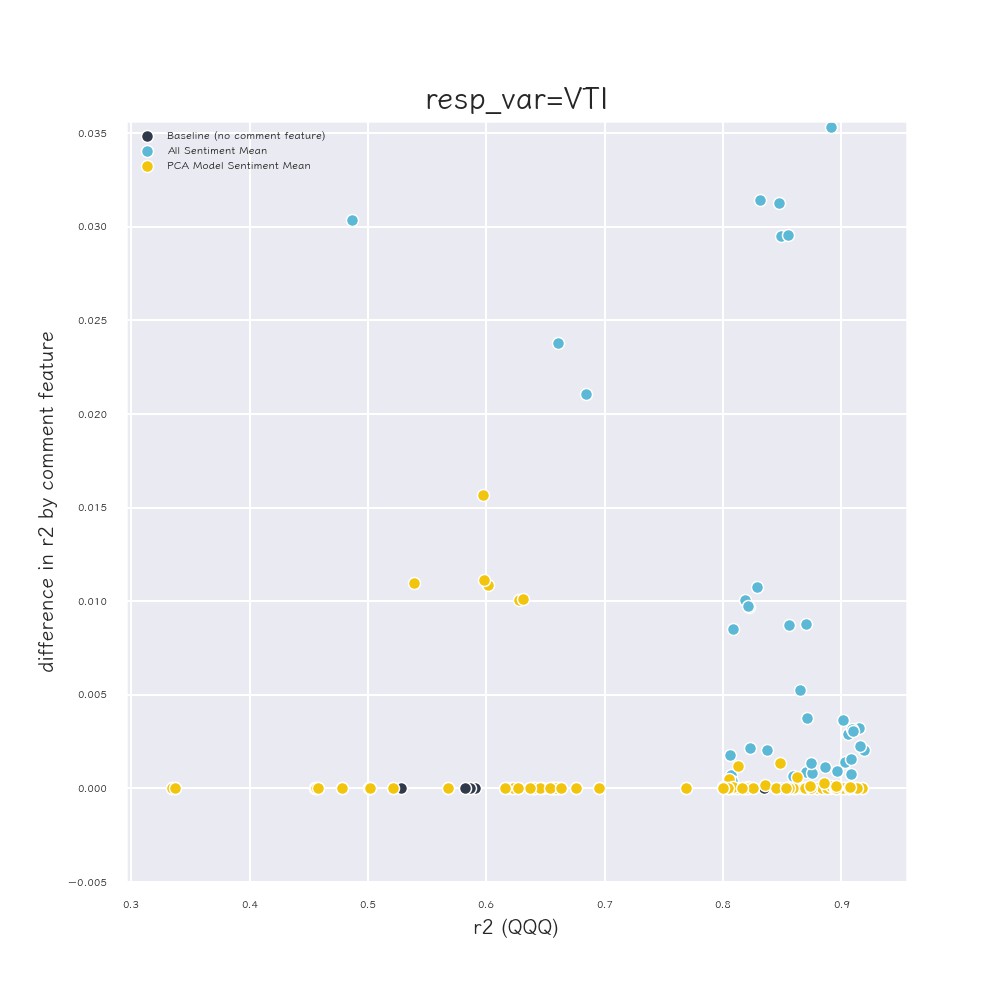 resp_var=VTI
Baseline (no comment feature)
All Sentiment Mean
PCA Model Sentiment Mean
0.035
0.030
0.025
0.020
0.015
0.010
0.005
0.000
−0.005
difference in r2 by comment feature
0.3 0.4 0.5 0.6 0.7 0.8 0.9
r2 (QQQ)